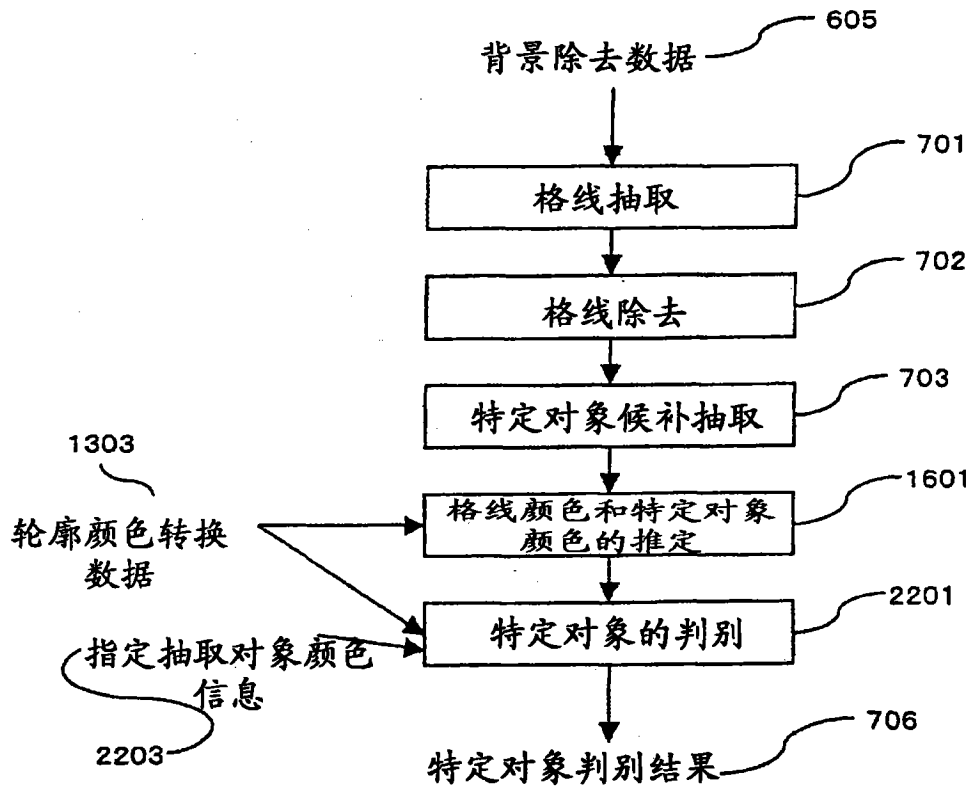 605
背景除去数据
701
格线抽取
702
格线除去
703
特定对象候补抽取
1303
1601
格线颜色和特定对象
颜色的推定
轮廓颜色转换
数据
2201
特定对象的判别
指定抽取对象颜色
信息
2203
706
特定对象判别结果